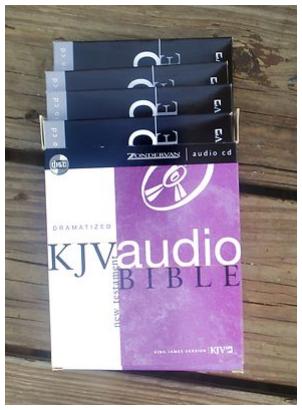 ZONDERVAN | audio cd
DRAMATIZED
KJV audio
BIBLE
new testament
KING JAMES VERSION | KJV